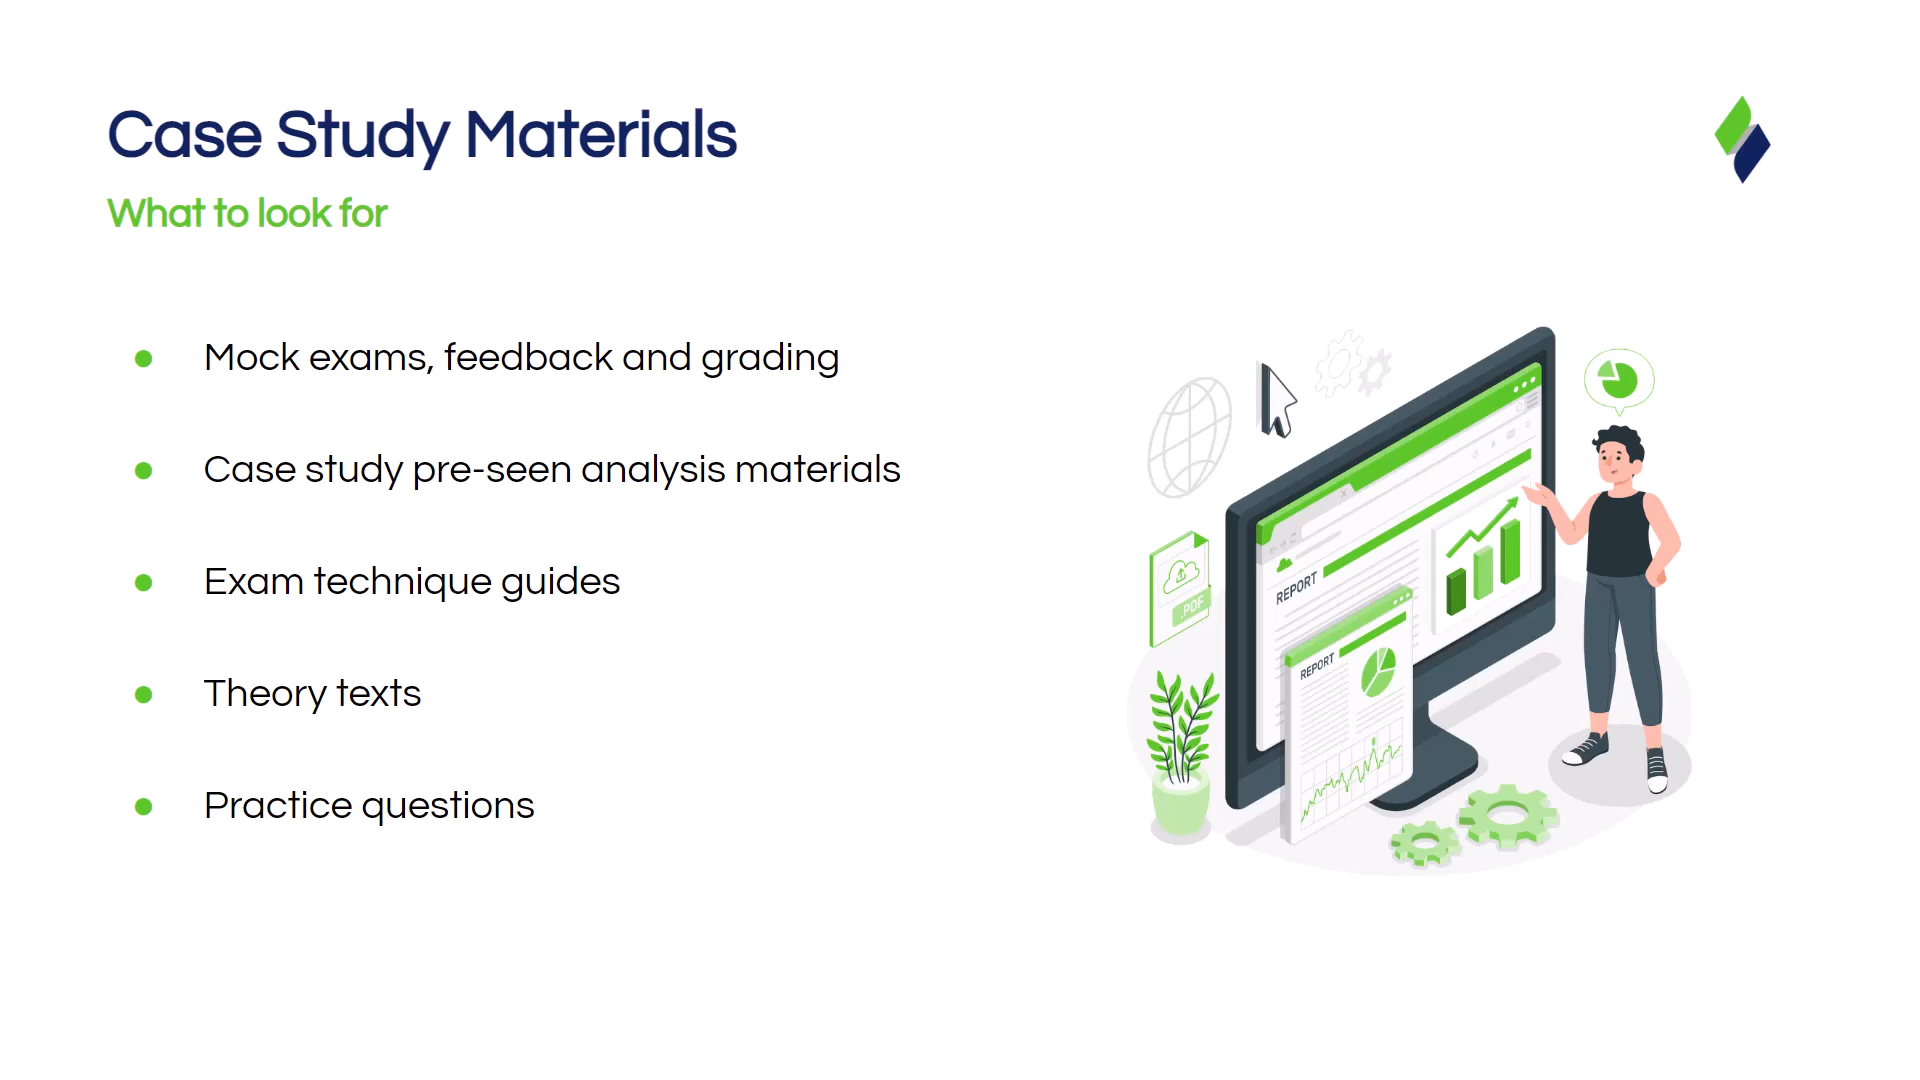 Case Study Materials
What to look for
Mock exams, feedback and grading
Case study pre-seen analysis materials
Exam technique guides
Theory texts
Practice questions
REPORT
.PDF
REPORT